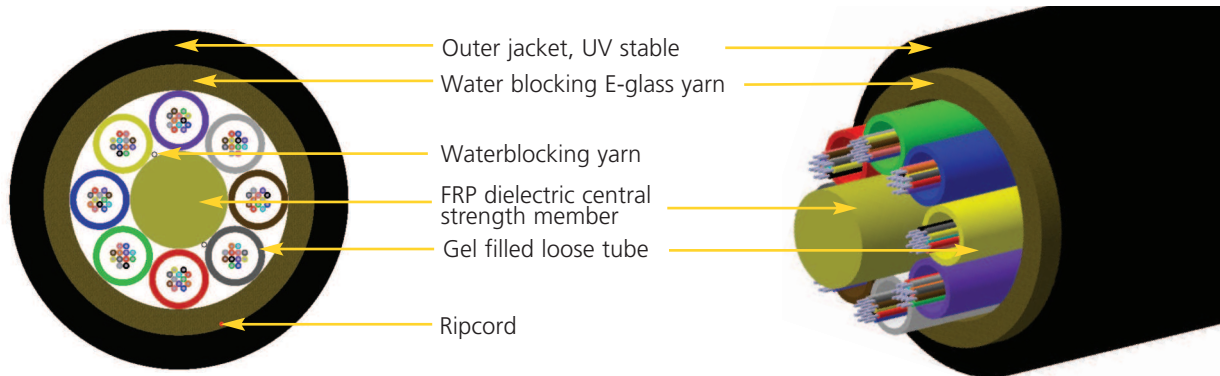 Outer jacket, UV stable
Water blocking E-glass yarn
Waterblocking yarn
FRP dielectric central
strength member
Gel filled loose tube
Ripcord